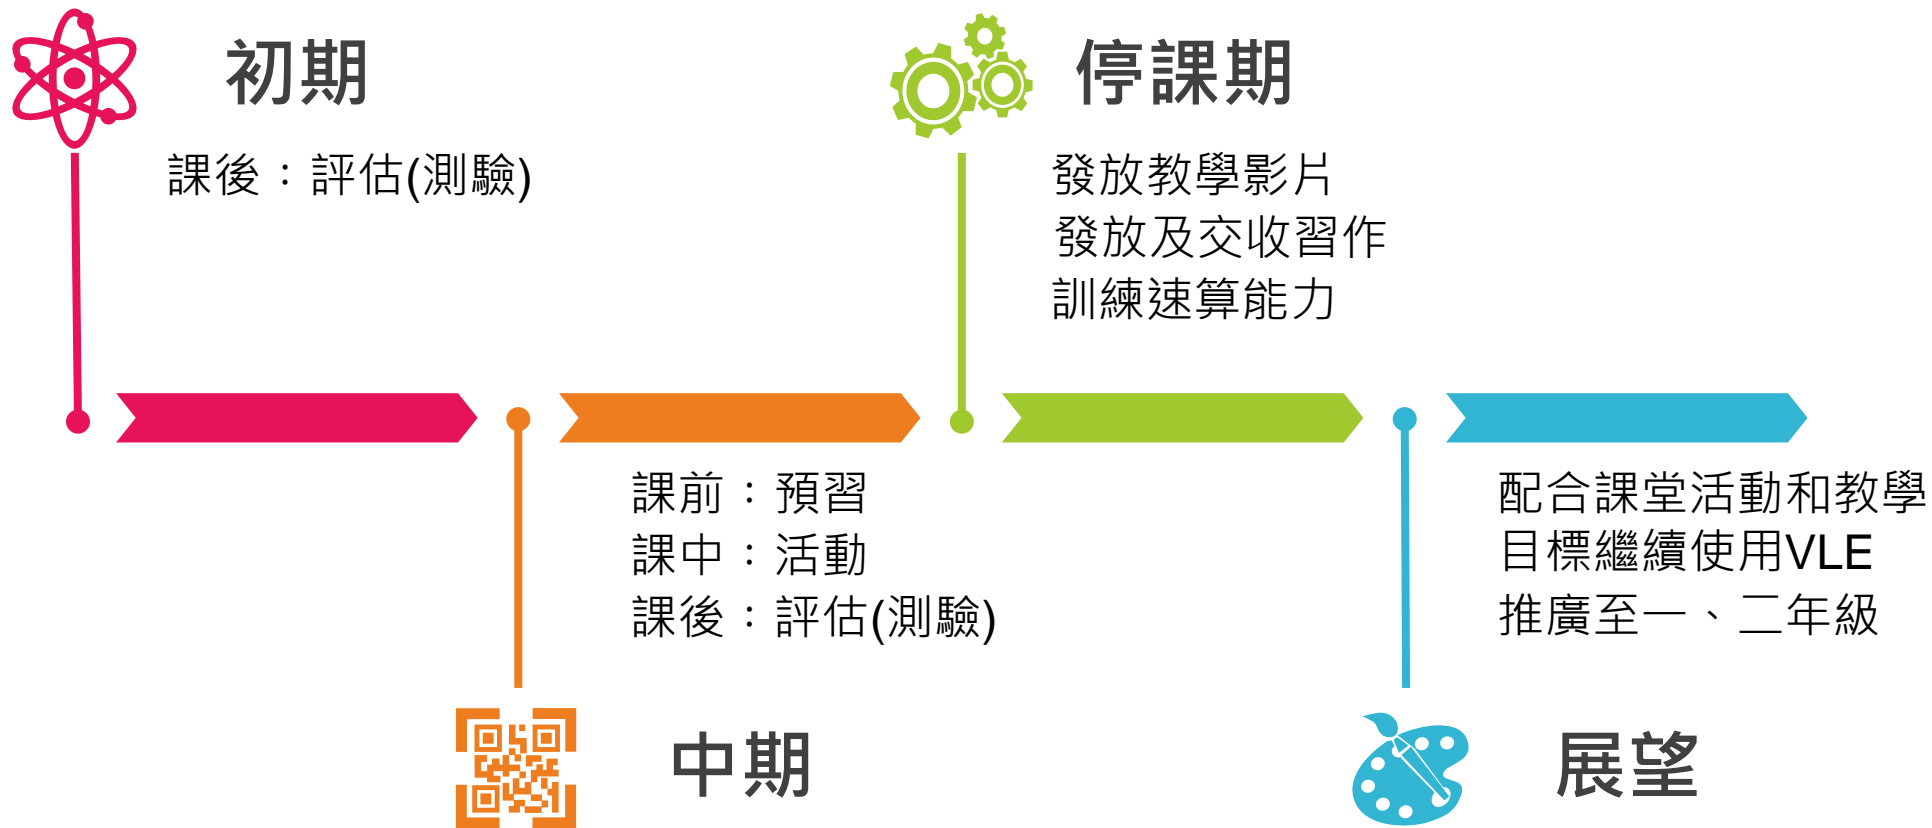 初期
課後：評估(測驗)
中期
課前：預習
課中：活動
課後：評估(測驗)
停課期
發放教學影片
發放及交收習作
訓練速算能力
展望
配合課堂活動和教學
目標繼續使用VLE
推廣至一、二年級